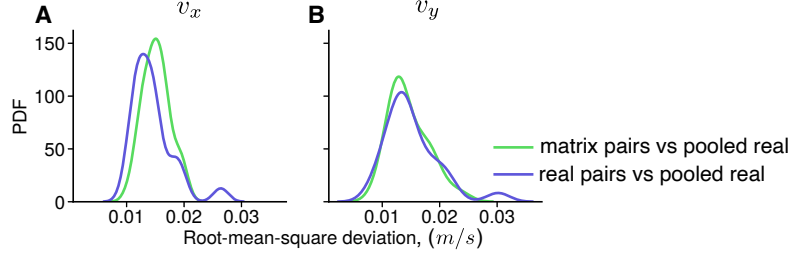 A
v_x
B
v_y
PDF
150
100
50
0
0.01 0.02 0.03
0.01 0.02 0.03
Root-mean-square deviation, (m/s)
matrix pairs vs pooled real
real pairs vs pooled real